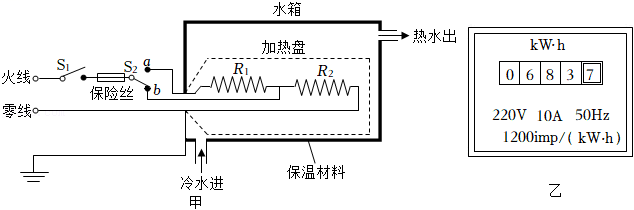 水箱
热水出
加热盘
R₁
R₂
S₁
S₂
a
b
火线
保险丝
零线
冷水进
保温材料
甲
kW·h
0 6 8 3 7
220V 10A 50Hz
1200imp/(kW·h)
乙